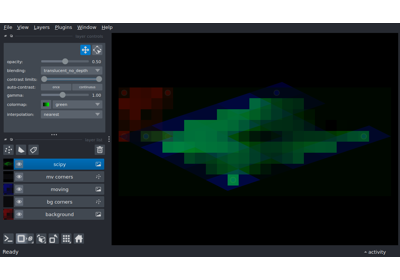 File View Layers Plugins Window Help
opacity: 0.50
blending: translucent_no_depth
contrast limits:
auto-contrast: once continuous
gamma: 1.00
colormap: green
interpolation: nearest
scipy
mv corners
moving
bg corners
background
Ready activity